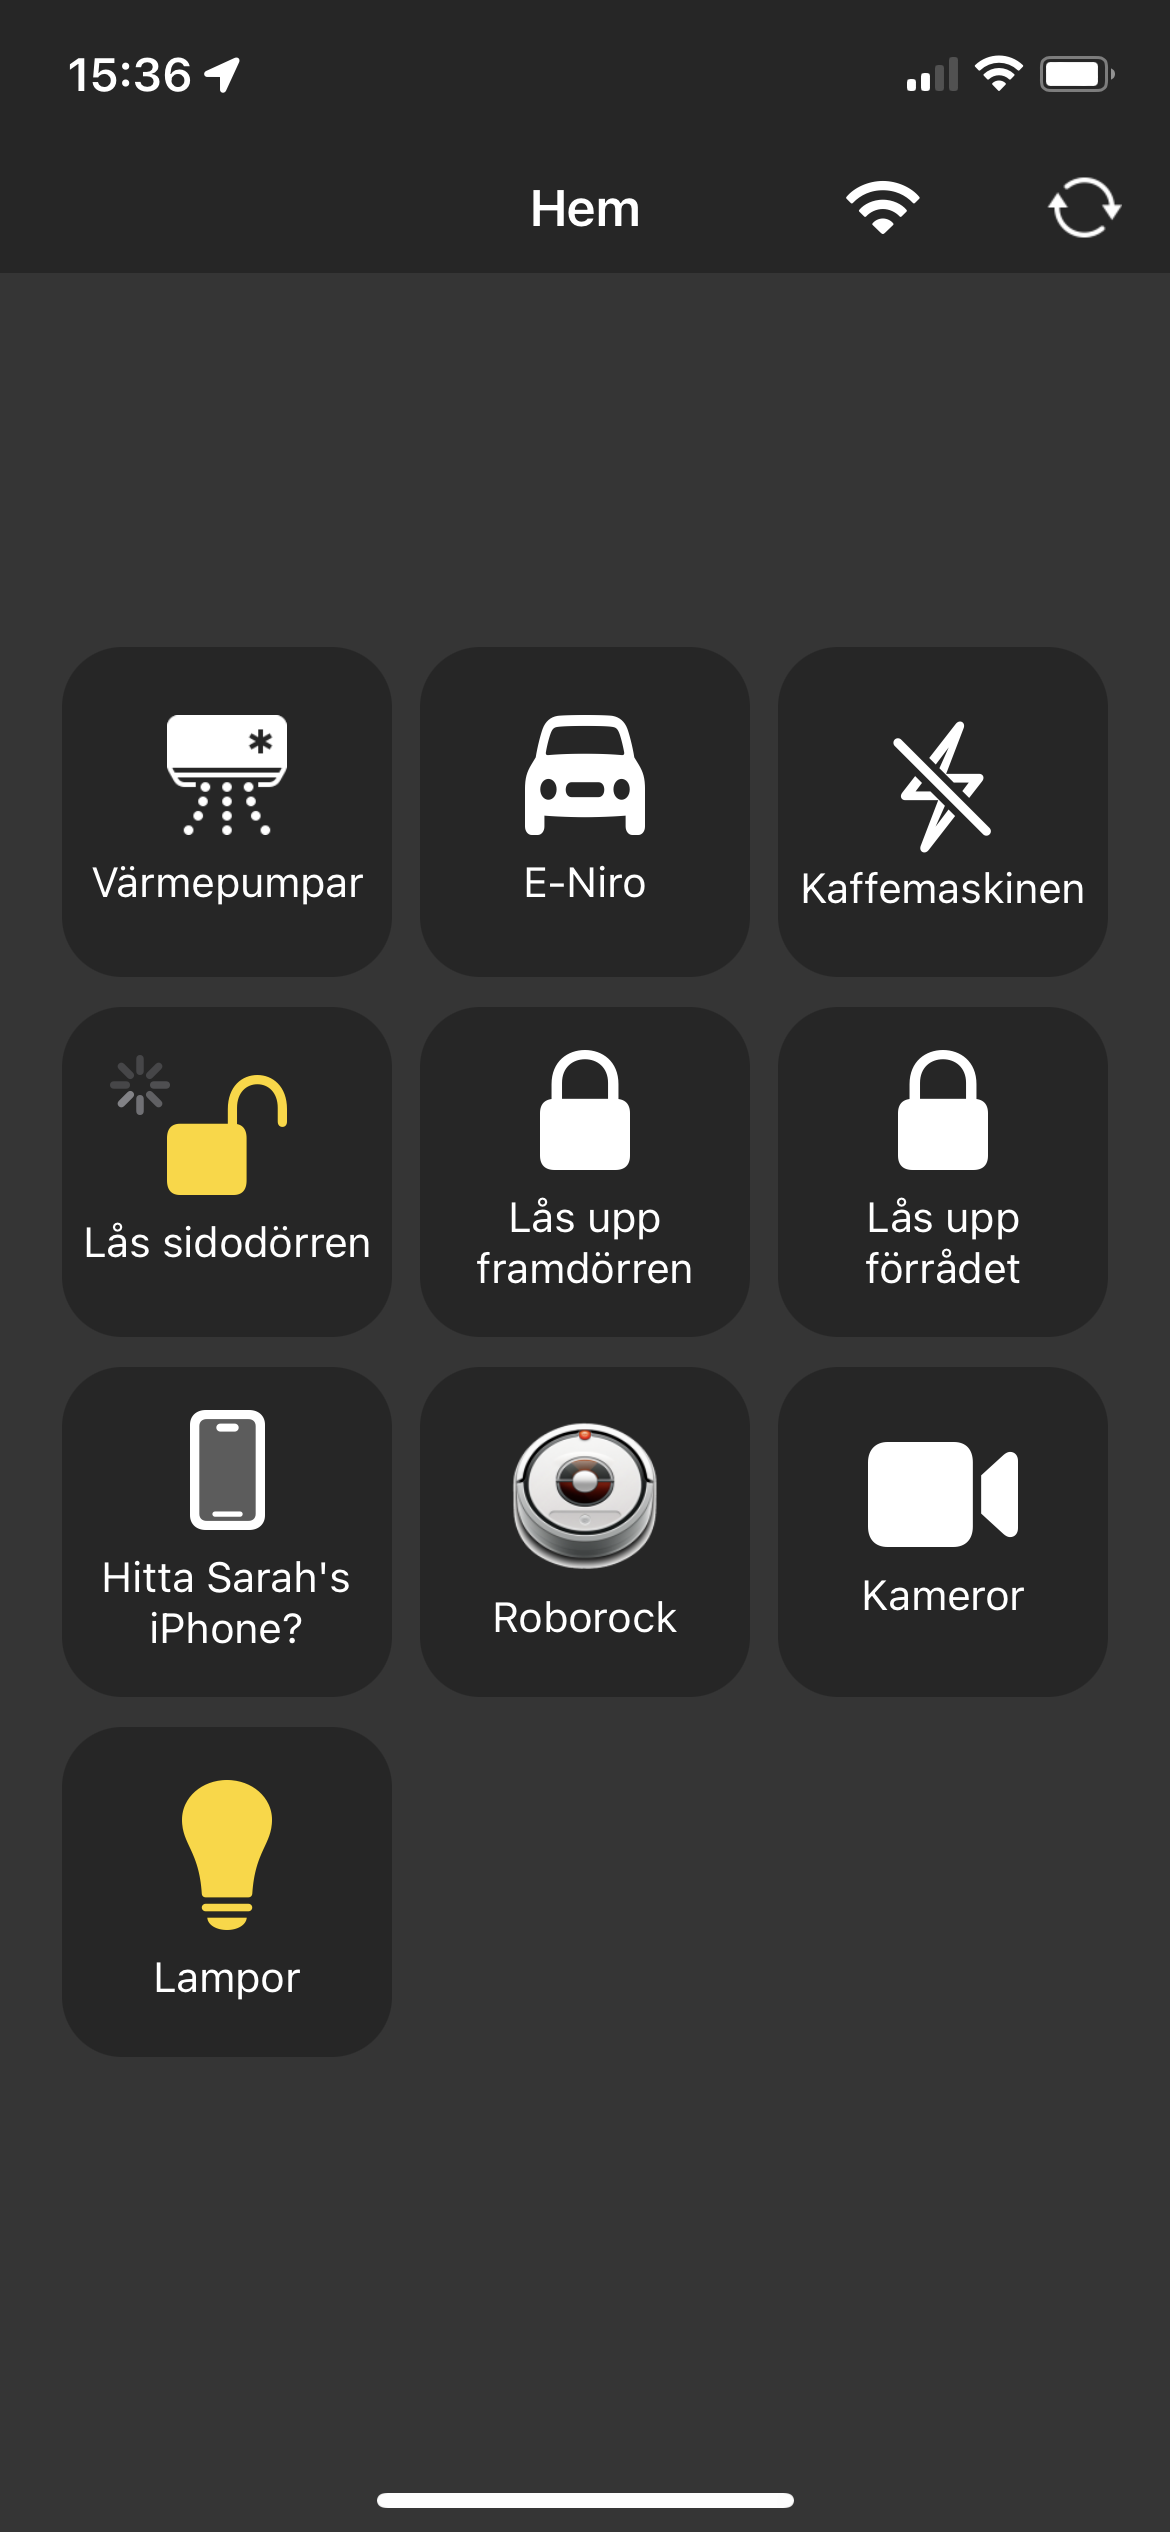 15:36
Hem
Värmepumpar
E-Niro
Kaffemaskinen
Lås sidodörren
Lås upp
framdörren
Lås upp
förrådet
Hitta Sarah's
iPhone?
Roborock
Kameror
Lampor